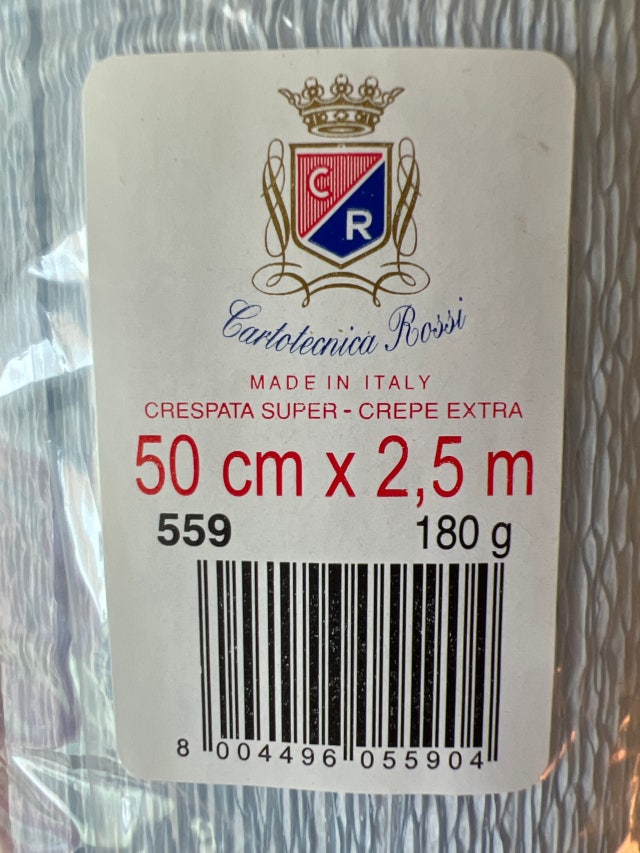 C
R
Cartotecnica Rossi
MADE IN ITALY
CRESPATA SUPER - CREPE EXTRA
50 cm x 2,5 m
559 180 g
8 004496 055904